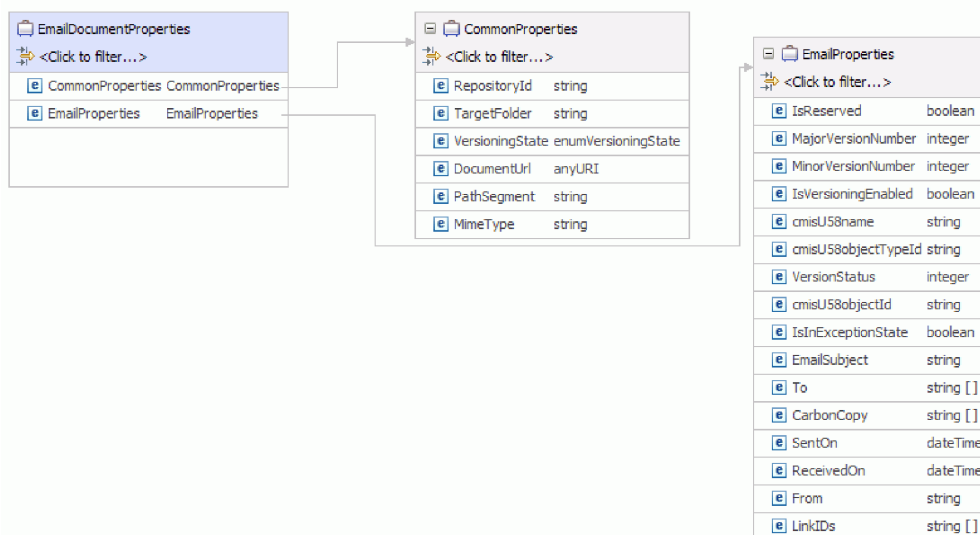 EmailDocumentProperties
<Click to filter...>
CommonProperties CommonProperties
EmailProperties EmailProperties
CommonProperties
<Click to filter...>
RepositoryId string
TargetFolder string
VersioningState enumVersioningState
DocumentUrl anyURI
PathSegment string
MimeType string
EmailProperties
<Click to filter...>
IsReserved boolean
MajorVersionNumber integer
MinorVersionNumber integer
IsVersioningEnabled boolean
cmisU58name string
cmisU58objectTypeId string
VersionStatus integer
cmisU58objectId string
IsInExceptionState boolean
EmailSubject string
To string []
CarbonCopy string []
SentOn dateTime
ReceivedOn dateTime
From string
LinkIDs string []